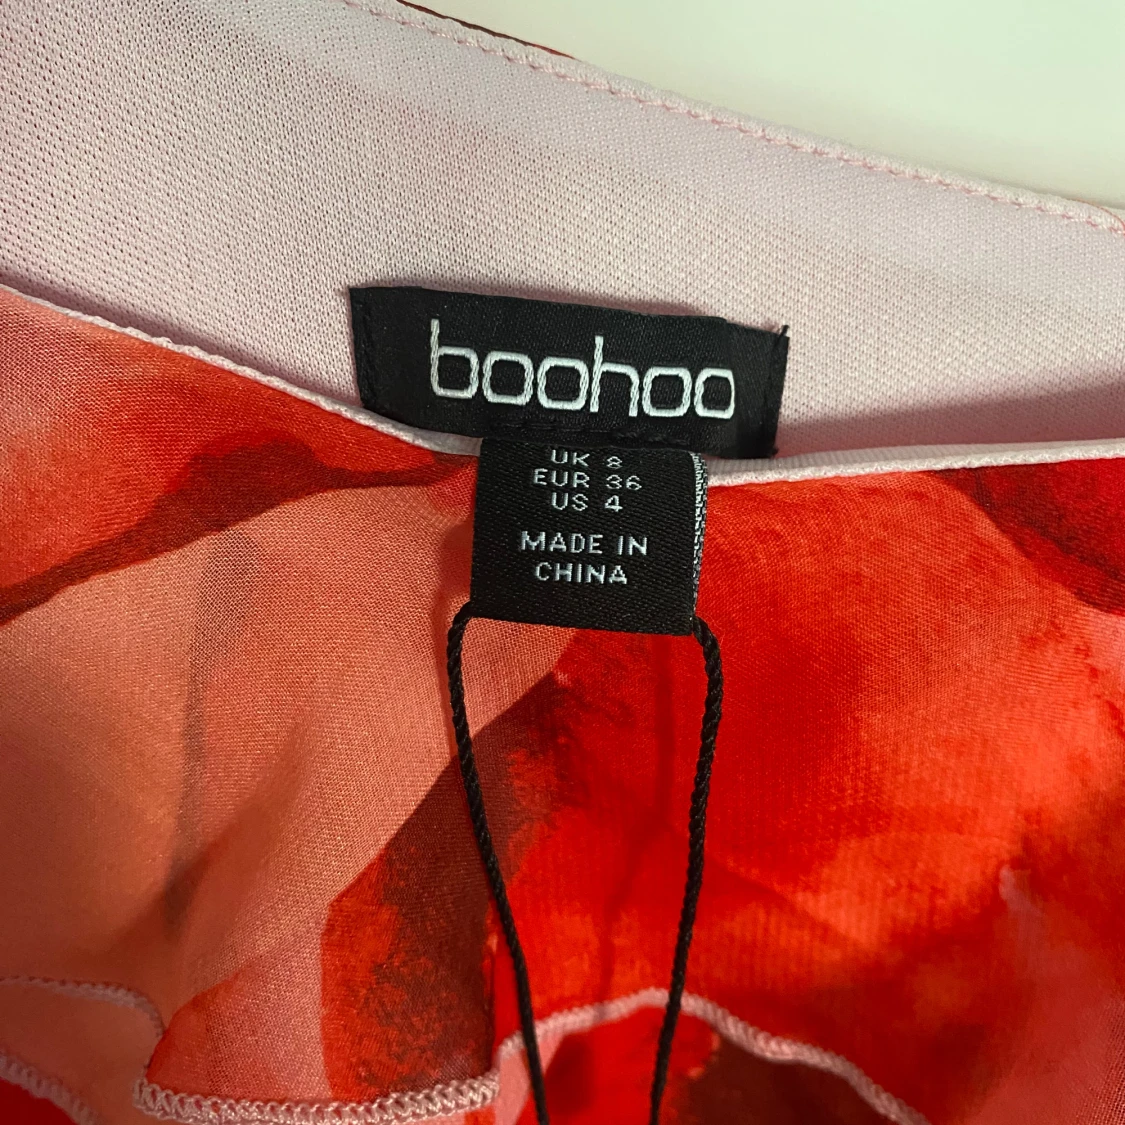 boohoo
UK 8
EUR 36
US 4
MADE IN
CHINA